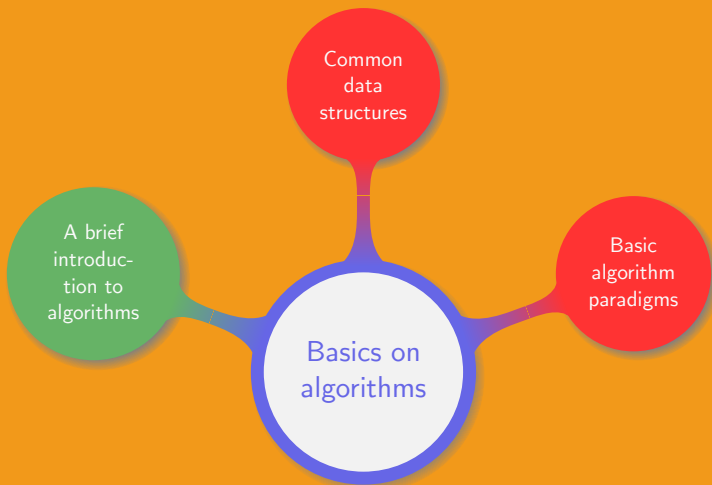 Common
data
structures
A brief
introduc-
tion to
algorithms
Basic
algorithm
paradigms
Basics on
algorithms